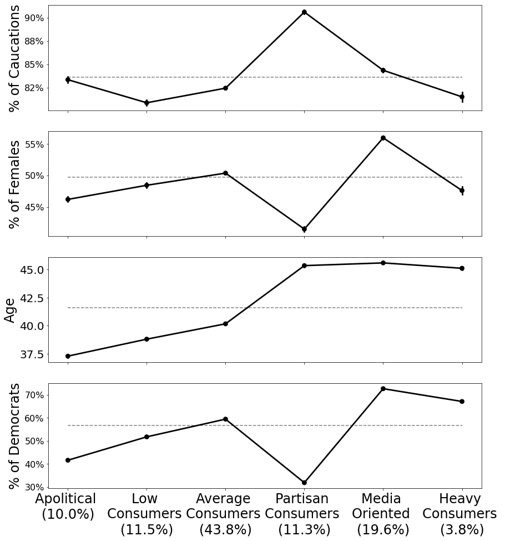 % of Caucations
90%
88%
85%
82%
% of Females
55%
50%
45%
Age
45.0
42.5
40.0
37.5
% of Democrats
70%
60%
50%
40%
30%
Apolitical Low Average Partisan Media Heavy
(10.0%) Consumers Consumers Consumers Oriented Consumers
(11.5%) (43.8%) (11.3%) (19.6%) (3.8%)